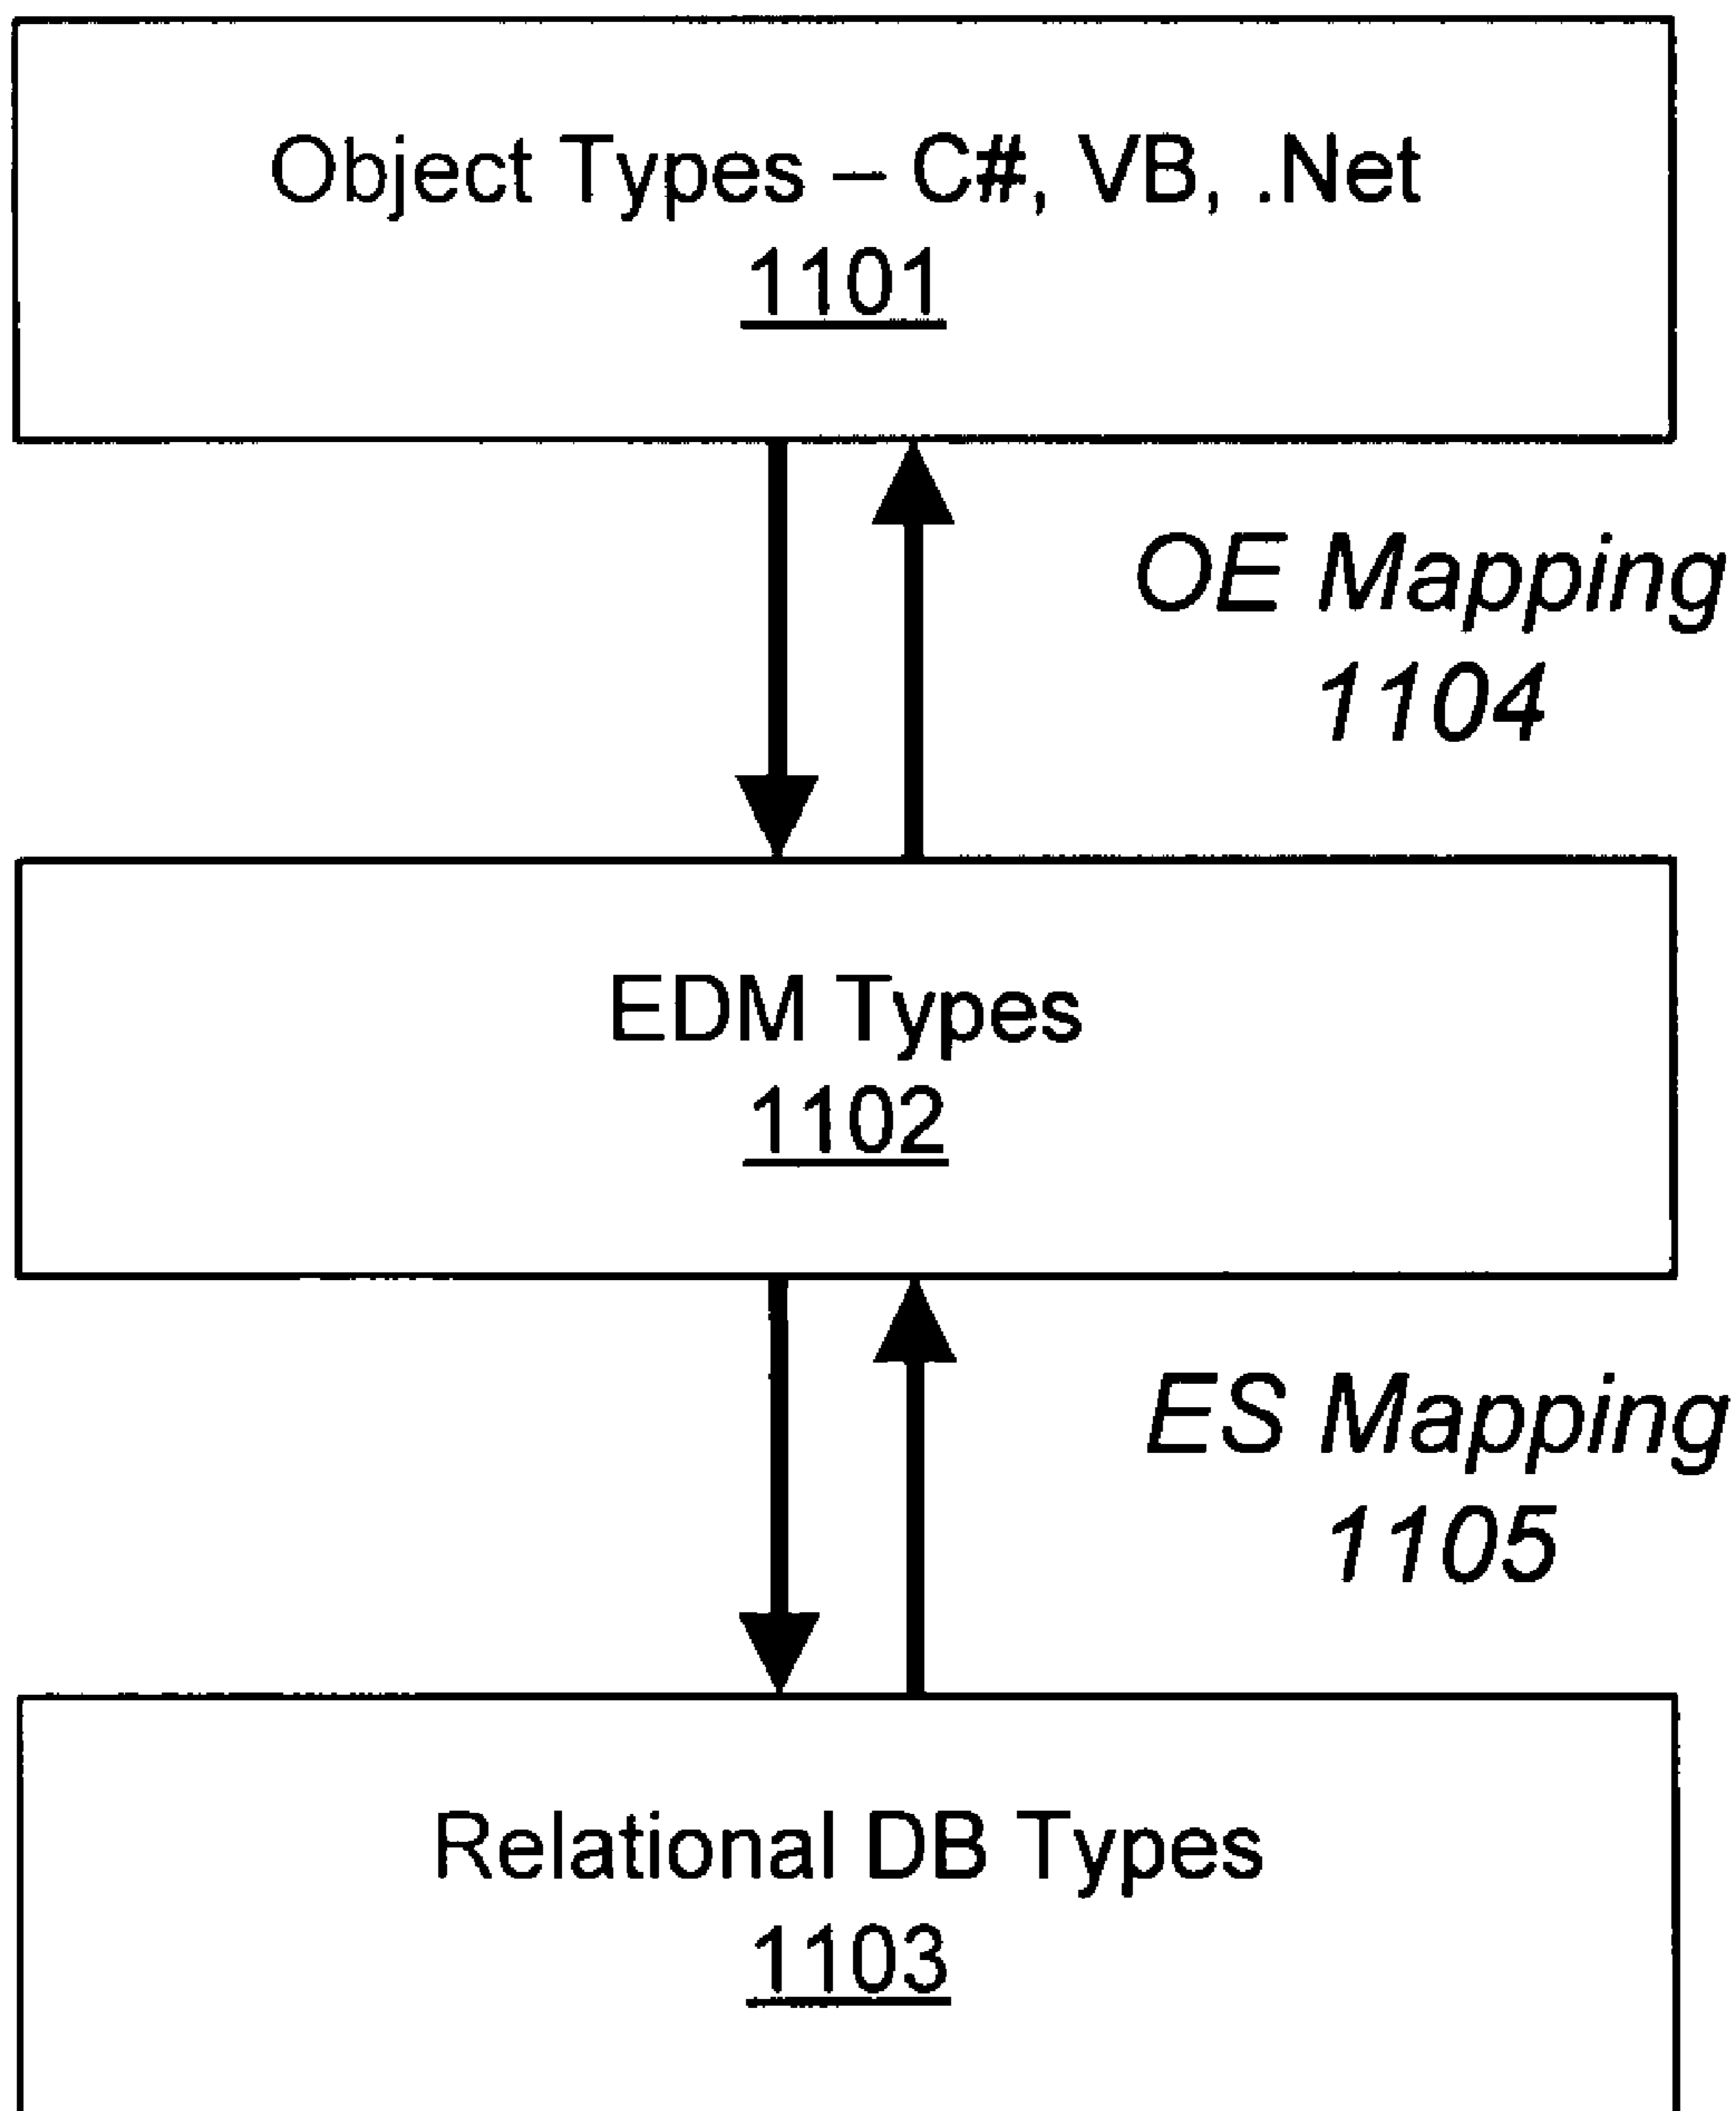 Object Types – C#, VB, .Net
1101
OE Mapping
1104
EDM Types
1102
ES Mapping
1105
Relational DB Types
1103